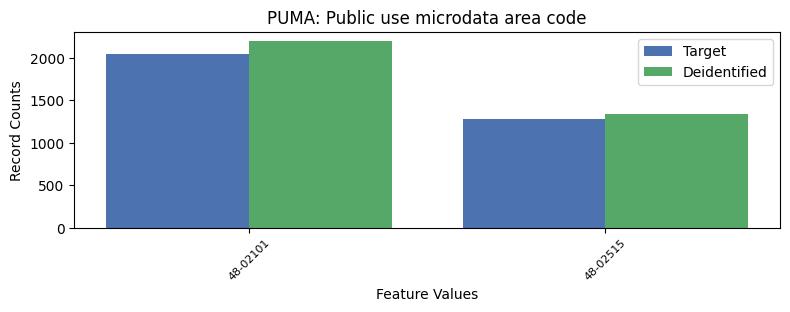 PUMA: Public use microdata area code
Target
Deidentified
2000
1500
1000
500
0
Record Counts
48-02101
48-02515
Feature Values